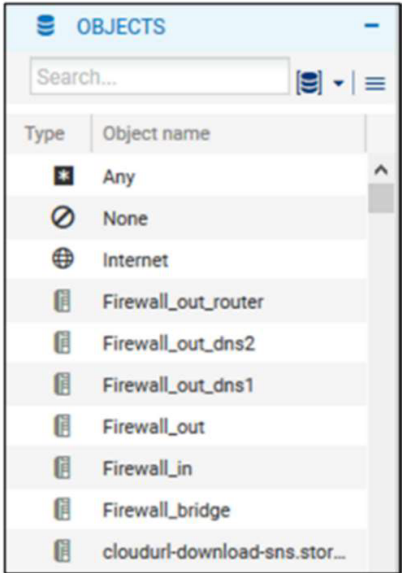 OBJECTS
Search...
Type Object name
Any
None
Internet
Firewall_out_router
Firewall_out_dns2
Firewall_out_dns1
Firewall_out
Firewall_in
Firewall_bridge
cloudurl-download-sns.stor...